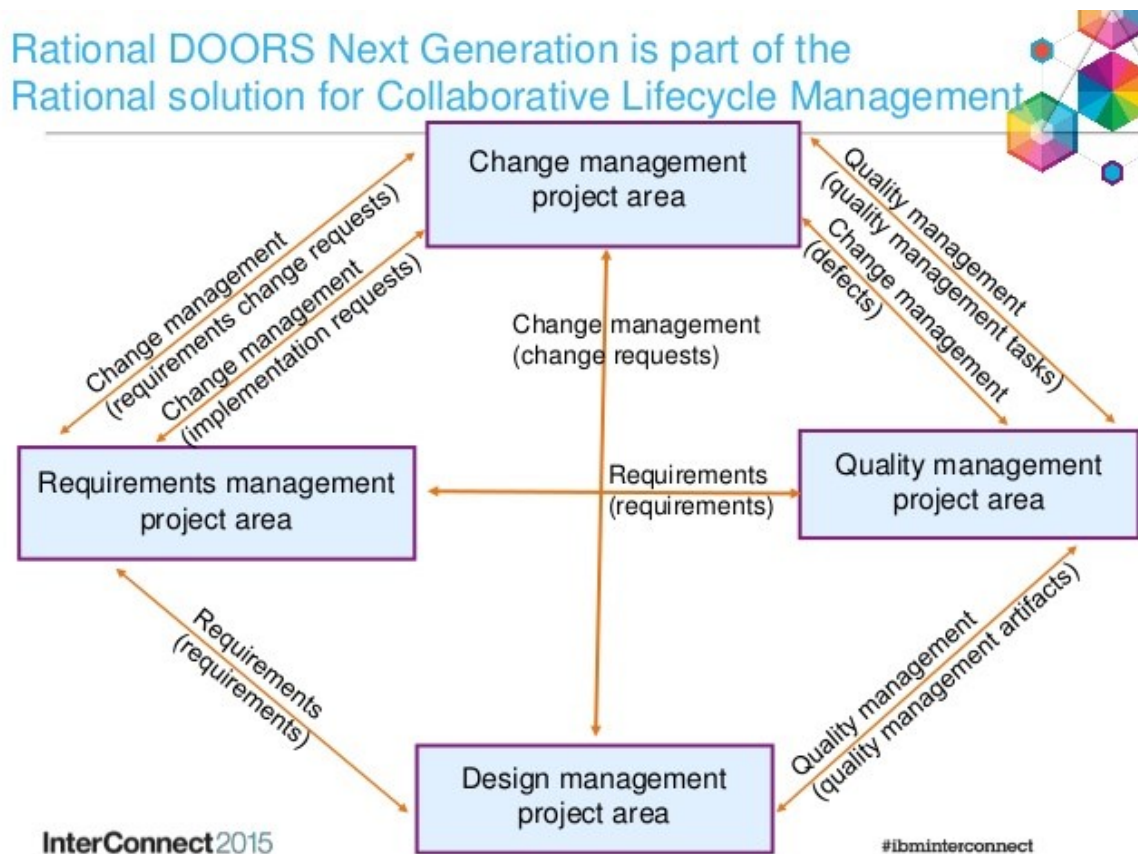 Rational DOORS Next Generation is part of the
Rational solution for Collaborative Lifecycle Management
Change management
project area
Change management
(requirements change requests)
Change management
(implementation requests)
Quality management
(quality management tasks)
Change management
(defects)
Change management
(change requests)
Requirements management
project area
Requirements
(requirements)
Quality management
project area
Requirements
(requirements)
Quality management
(quality management artifacts)
Design management
project area
InterConnect2015
#ibminterconnect